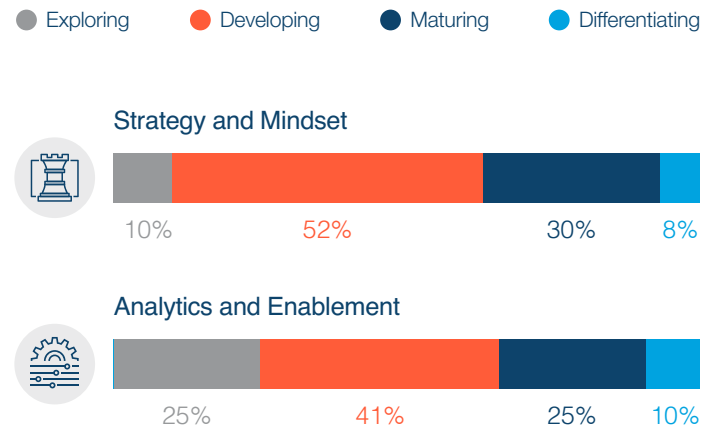 Exploring Developing Maturing Differentiating
Strategy and Mindset
10% 52% 30% 8%
Analytics and Enablement
25% 41% 25% 10%